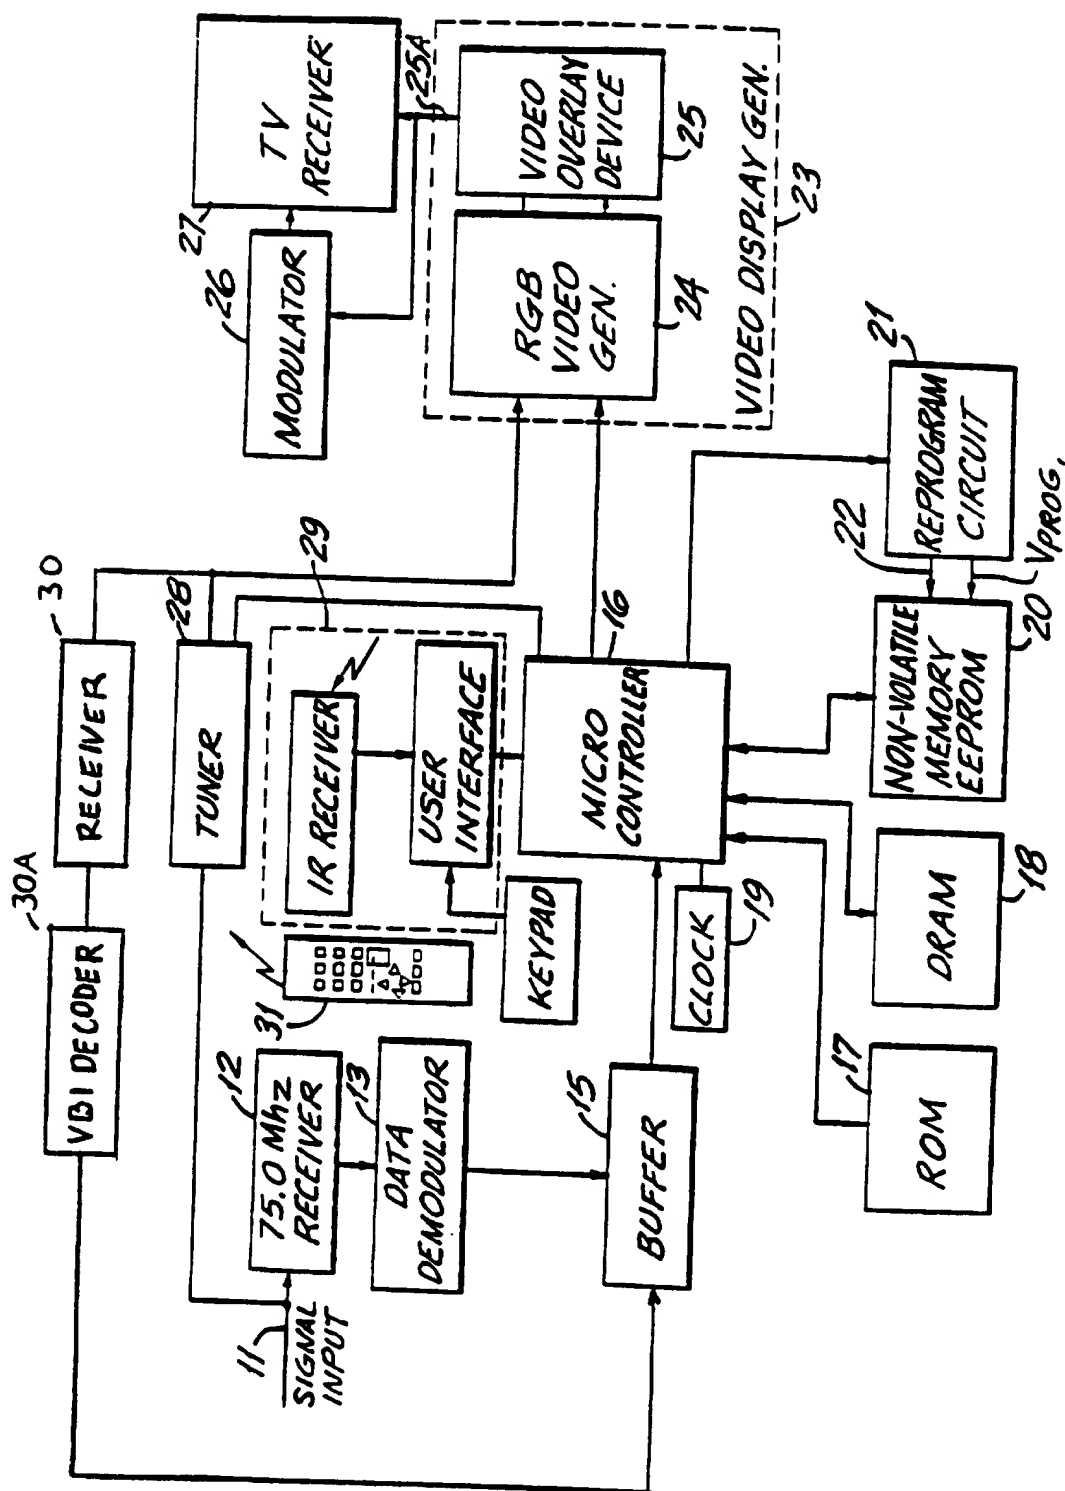 30A
VBI DECODER
30
RECEIVER
28
TUNER
27
TV
RECEIVER
26
MODULATOR
25A
11
SIGNAL
INPUT
12
75.0 Mhz
RECEIVER
13
DATA
DEMODULATOR
31
29
IR RECEIVER
USER
INTERFACE
KEYPAD
RGB
VIDEO
GEN.
24
VIDEO
OVERLAY
DEVICE
25
VIDEO DISPLAY GEN.
23
15
BUFFER
16
MICRO
CONTROLLER
CLOCK
19
17
ROM
DRAM
18
NON-VOLATILE
MEMORY
EEPROM
20
22
VPROG.
21
REPROGRAM
CIRCUIT